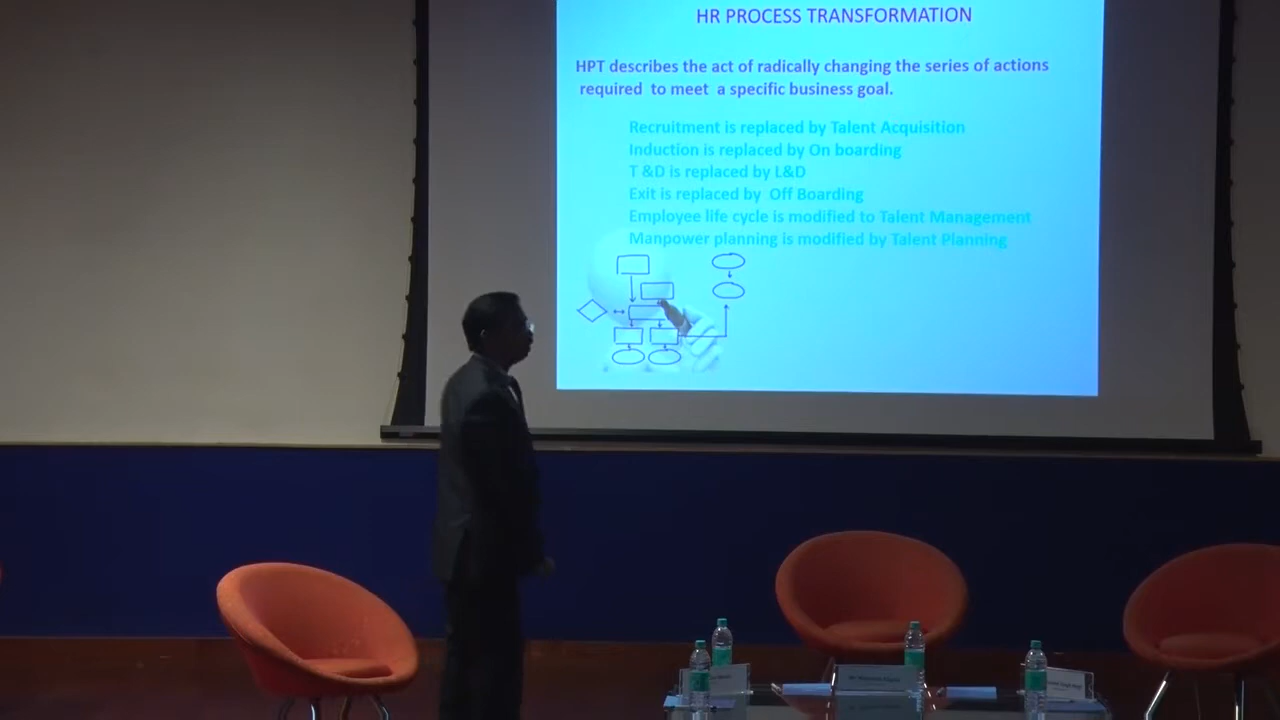 HR PROCESS TRANSFORMATION
HPT describes the act of radically changing the series of actions
required to meet a specific business goal.
Recruitment is replaced by Talent Acquisition
Induction is replaced by On boarding
T &D is replaced by L&D
Exit is replaced by Off Boarding
Employee life cycle is modified to Talent Management
Manpower planning is modified by Talent Planning